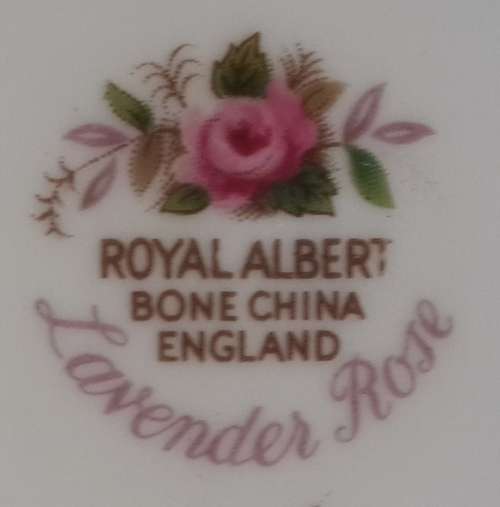 ROYAL ALBERT
BONE CHINA
ENGLAND
Lavender Rose